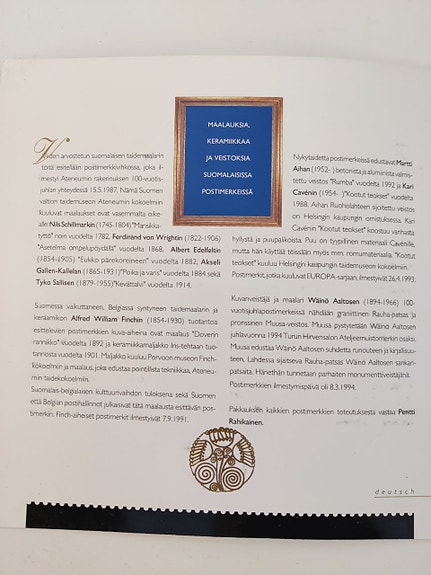 MAALAUKSIA,
KERAMIIKKAA
JA VEISTOKSIA
SUOMALAISISSA
POSTIMERKEISSÄ
Viiden arvostetun suomalaisen taidemaalarin
töitä esitellään postimerkkivihkossa, joka il-
mestyi Ateneumin rakennuksen 100-vuotis-
juhlan yhteydessä 15.5.1987. Nämä Suomen
valtion taidemuseon Ateneumin kokoelmiin
kuuluvat maalaukset ovat vasemmalta oike-
alle: Nils Schillmarkin (1745-1804) "Mansikka-
tyttö" noin vuodelta 1782, Ferdinand von Wrightin (1822-1906)
"Asetelma ompelupöydällä" vuodelta 1868, Albert Edelfeltin
(1854-1905) "Eukko pärekoreineen" vuodelta 1882, Akseli
Gallen-Kallelan (1865-1931) "Poika ja varis" vuodelta 1884 sekä
Tyko Sallisen (1879-1955) "Kevättalvi" vuodelta 1914.
Suomessa vaikuttaneen, Belgiassa syntyneen taidemaalarin ja
keraamikon Alfred William Finchin (1854-1930) tuotantoa
esittelevien postimerkkien kuva-aiheina ovat maalaus "Doverin
rannikko" vuodelta 1892 ja keramiikkamaljakko Iris-tehtaan tuo-
tannosta vuodelta 1901. Maljakko kuuluu Porvoon museon Finch-
kokoelmiin ja maalaus, joka edustaa pointillista tekniikkaa, Ateneu-
min taidekokoelmiin.
Suomalais-belgialaisen kulttuurivaihdon tuloksena sekä Suomen
että Belgian postihallinnot julkaisivat tätä maalausta esittävän pos-
timerkin. Finch-aiheiset postimerkit ilmestyivät 7.9.1991.
Nykytaidetta postimerkeissä edustavat Martti
Aihan (1952- ) betonista ja alumiinista valmis-
tettu veistos "Rumba" vuodelta 1992 ja Kari
Cavénin (1954- ) "Kootut teokset" vuodelta
1988. Aihan Ruoholahteen sijoitettu veistos
on Helsingin kaupungin omistuksessa. Kari
Cavénin "Kootut teokset" koostuu vanhasta
hyllystä ja puupalikoista. Puu on tyypillinen materiaali Cavénille,
mutta hän käyttää töissään myös mm. romumateriaalia. "Kootut
teokset" kuuluu Helsingin kaupungin taidemuseon kokoelmiin.
Postimerkit, jotka kuuluvat EUROPA-sarjaan, ilmestyivät 26.4.1993.
Kuvanveistäjä ja maalari Wäinö Aaltosen (1894-1966) 100-
vuotisjuhlapostimerkeissä nähdään graniittinen Rauha-patsas ja
pronssinen Muusa-veistos. Muusa pystytetään Wäinö Aaltosen
juhlavuonna 1994 Turun Hirvensalon Ateljeemuistomerkin osaksi.
Muusa edustaa Wäinö Aaltosen suhdetta runouteen ja kirjallisuu-
teen, Lahdessa sijaitseva Rauha-patsas Wäinö Aaltosen sankari-
patsaita. Hänethän tunnetaan parhaiten monumenttiveistäjänä.
Postimerkkien ilmestymispäivä oli 8.3.1994.
Pakkauksen kaikkien postimerkkien toteutuksesta vastaa Pentti
Rahikainen.
deutsch